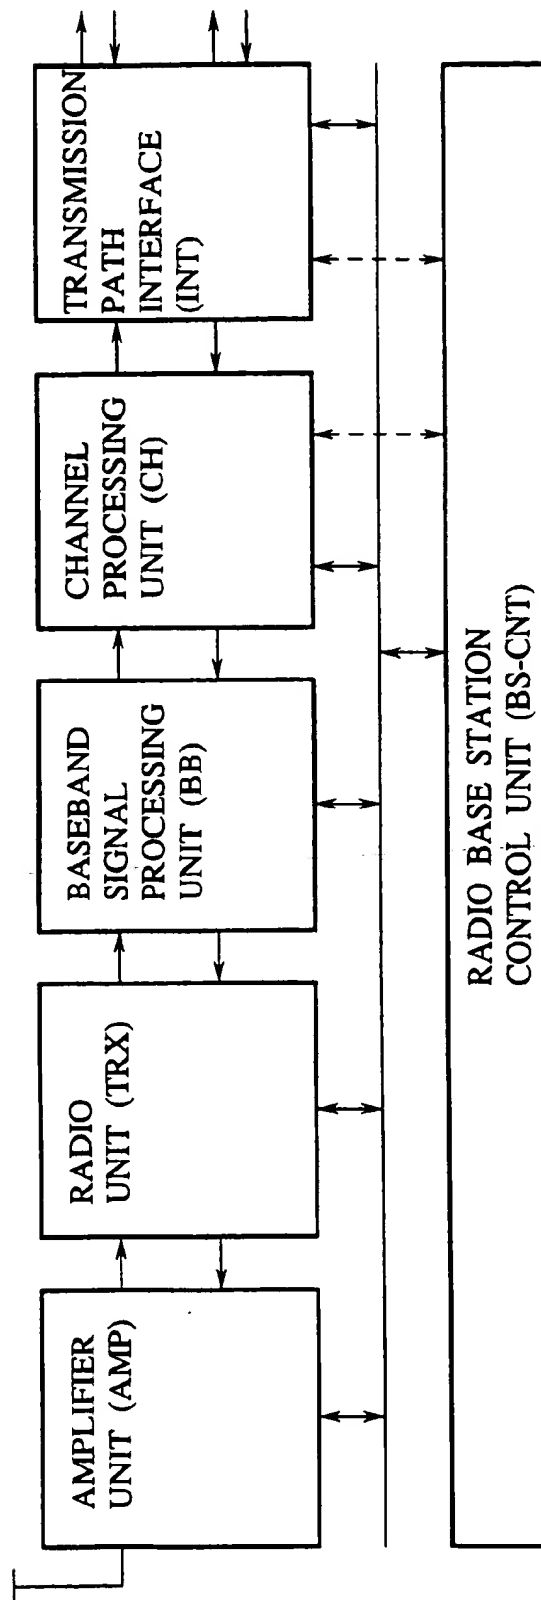 AMPLIFIER
UNIT (AMP)
RADIO
UNIT (TRX)
BASEBAND
SIGNAL
PROCESSING
UNIT (BB)
CHANNEL
PROCESSING
UNIT (CH)
TRANSMISSION
PATH
INTERFACE
(INT)
RADIO BASE STATION
CONTROL UNIT (BS-CNT)